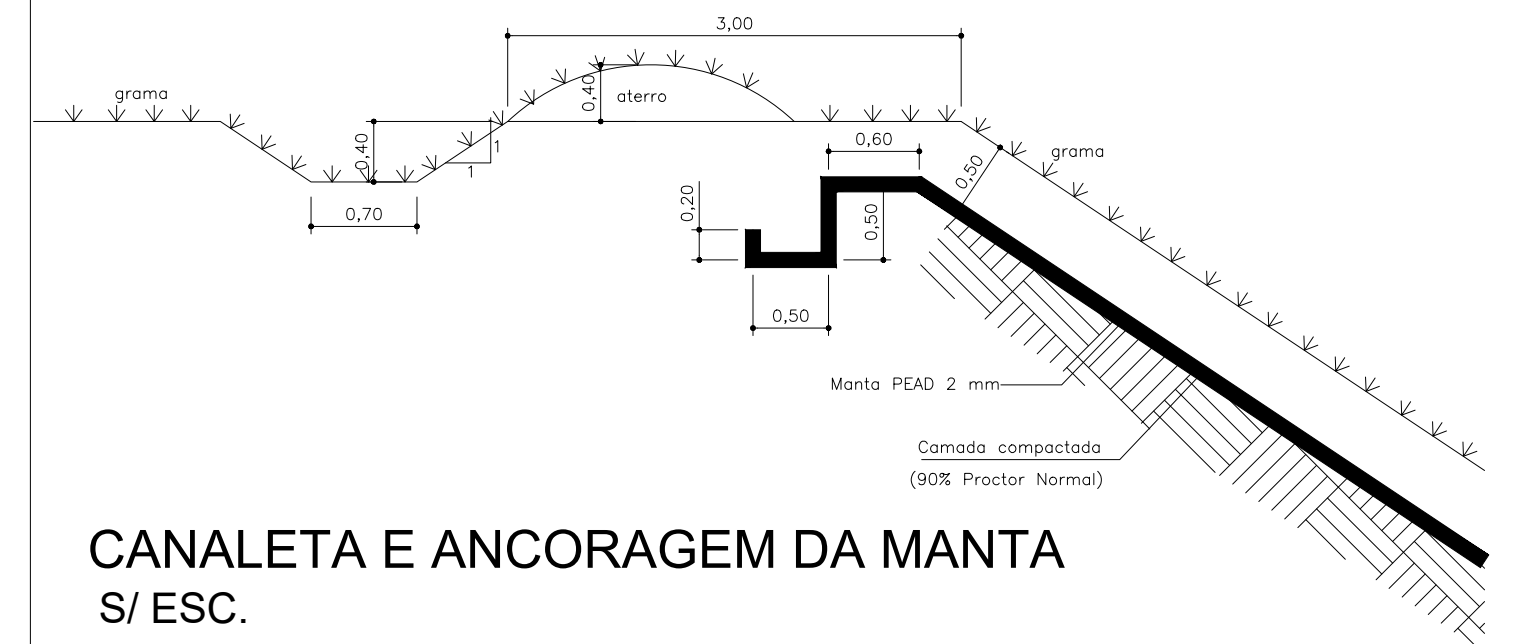 3,00
grama
0,40
aterro
0,40
1
1
0,60
grama
0,50
0,70
0,20
0,50
0,50
Manta PEAD 2 mm
Camada compactada
(90% Proctor Normal)
CANALETA E ANCORAGEM DA MANTA
S/ ESC.